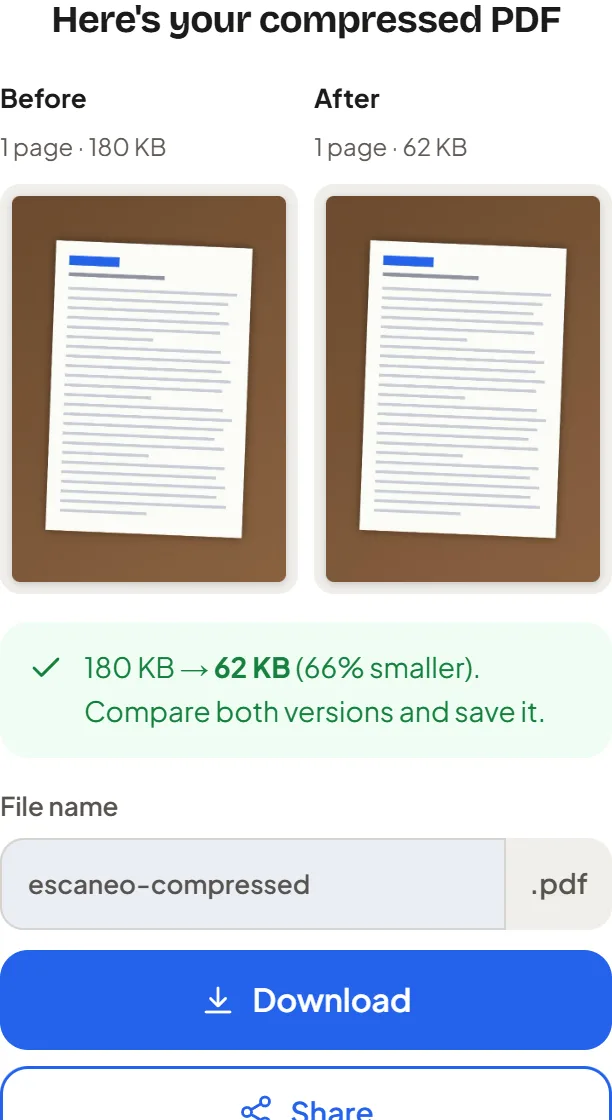 Here's your compressed PDF
Before
1 page · 180 KB
After
1 page · 62 KB
180 KB → 62 KB (66% smaller).
Compare both versions and save it.
File name
escaneo-compressed
.pdf
Download
Share